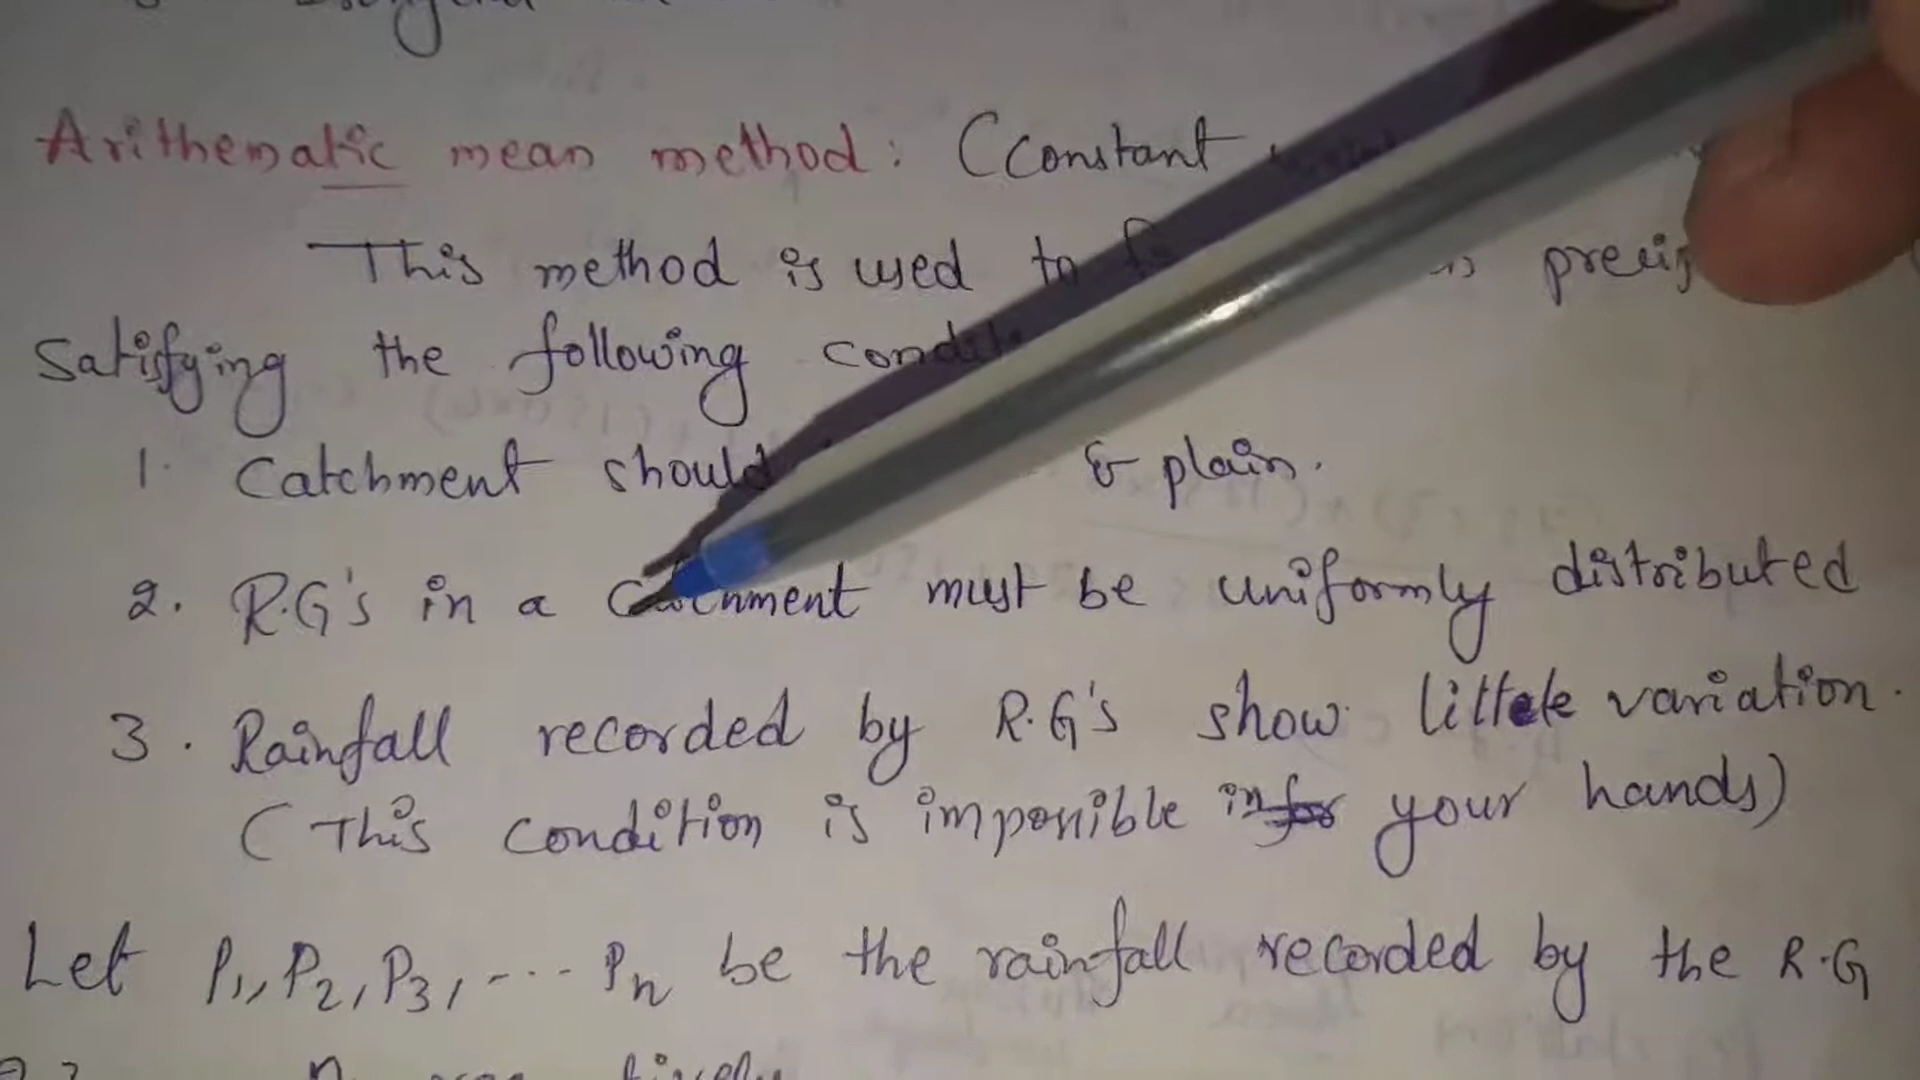 Arithematic mean method: (Constant
This method is used to
Satisfying the following
1. Catchment should & plain.
2. R.G's in a Catchment must be uniformly distributed
3. Rainfall recorded by R.G's show little variation.
(This condition is impossible in your hands)
Let P1, P2, P3, ---- Pn be the rainfall recorded by the R.G